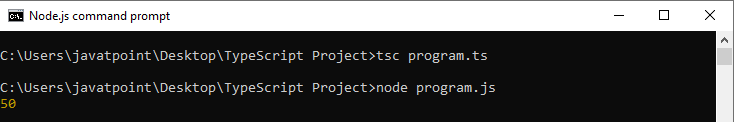 Node.js command prompt
C:\Users\javatpoint\Desktop\TypeScript Project>tsc program.ts
C:\Users\javatpoint\Desktop\TypeScript Project>node program.js
50